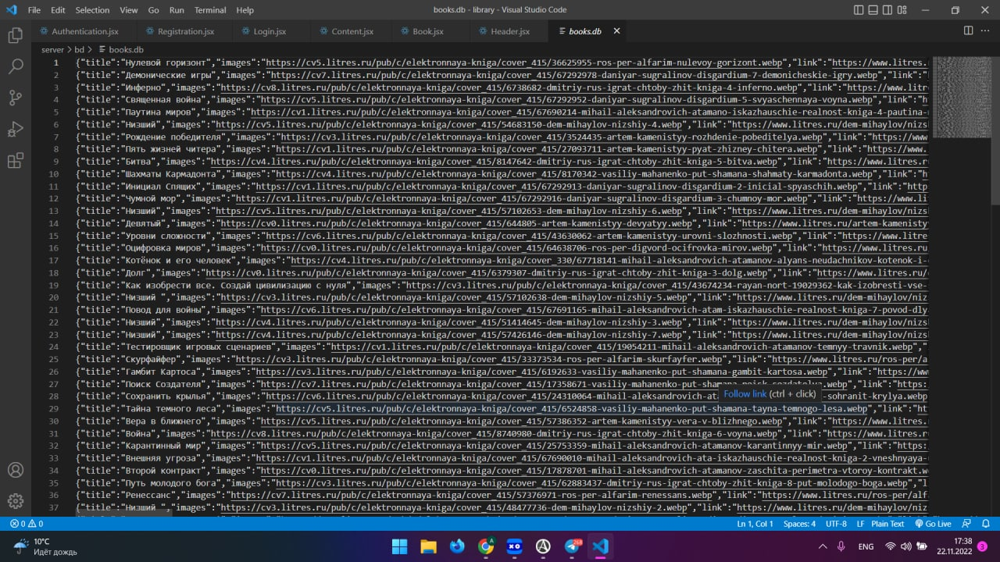 File Edit Selection View Go Run Terminal Help books.db - library - Visual Studio Code
Authentication.jsx Registration.jsx Login.jsx Content.jsx Book.jsx Header.jsx books.db
server > bd > books.db
1 {"title":"Нулевой горизонт","images":"https://cv5.litres.ru/pub/c/elektronnaya-kniga/cover_415/36625955-ros-per-alfarim-nulevoy-gorizont.webp","link":"https://www.litres.
2 {"title":"Демонические игры","images":"https://cv7.litres.ru/pub/c/elektronnaya-kniga/cover_415/67292978-daniyar-sugralinov-disgardium-7-demonicheskie-igry.webp","link":"
3 {"title":"Инферно","images":"https://cv8.litres.ru/pub/c/elektronnaya-kniga/cover_415/6738682-dmitriy-rus-igrat-chtoby-zhit-kniga-4-inferno.webp","link":"https://www.lit
4 {"title":"Священная война","images":"https://cv5.litres.ru/pub/c/elektronnaya-kniga/cover_415/67292952-daniyar-sugralinov-disgardium-5-svyaschennaya-voyna.webp","link":"h
5 {"title":"Паутина миров","images":"https://cv1.litres.ru/pub/c/elektronnaya-kniga/cover_415/67690214-mihail-aleksandrovich-atamano-iskazhauschie-realnost-kniga-4-pautina-
6 {"title":"Низший","images":"https://cv5.litres.ru/pub/c/elektronnaya-kniga/cover_415/54683150-dem-mihaylov-nizshiy-4.webp","link":"https://www.litres.ru/dem-mihaylov/nizs
7 {"title":"Рождение победителя","images":"https://cv3.litres.ru/pub/c/elektronnaya-kniga/cover_415/3524435-artem-kamenistyy-rozhdenie-pobeditelya.webp","link":"https://www
8 {"title":"Пять жизней читера","images":"https://cv1.litres.ru/pub/c/elektronnaya-kniga/cover_415/27093711-artem-kamenistyy-pyat-zhizney-chitera.webp","link":"https://www.
9 {"title":"Битва","images":"https://cv4.litres.ru/pub/c/elektronnaya-kniga/cover_415/8147642-dmitriy-rus-igrat-chtoby-zhit-kniga-5-bitva.webp","link":"https://www.litres.r
10 {"title":"Шахматы Кармадонта","images":"https://cv4.litres.ru/pub/c/elektronnaya-kniga/cover_415/8170342-vasiliy-mahanenko-put-shamana-shahmaty-karmadonta.webp","link":"h
11 {"title":"Инициал Спящих","images":"https://cv1.litres.ru/pub/c/elektronnaya-kniga/cover_415/67292913-daniyar-sugralinov-disgardium-2-inicial-spyaschih.webp","link":"http
12 {"title":"Чумной мор","images":"https://cv1.litres.ru/pub/c/elektronnaya-kniga/cover_415/67292916-daniyar-sugralinov-disgardium-3-chumnoy-mor.webp","link":"https://www.li
13 {"title":"Низший","images":"https://cv5.litres.ru/pub/c/elektronnaya-kniga/cover_415/57102653-dem-mihaylov-nizshiy-6.webp","link":"https://www.litres.ru/dem-mihaylov/nizs
14 {"title":"Девятый","images":"https://cv0.litres.ru/pub/c/elektronnaya-kniga/cover_415/644805-artem-kamenistyy-devyatyy.webp","link":"https://www.litres.ru/artem-kamenisty
15 {"title":"Уровни сложности","images":"https://cv6.litres.ru/pub/c/elektronnaya-kniga/cover_415/43630062-artem-kamenistyy-urovni-slozhnosti.webp","link":"https://www.litre
16 {"title":"Оцифровка миров","images":"https://cv0.litres.ru/pub/c/elektronnaya-kniga/cover_415/64638706-ros-per-digvord-ocifrovka-mirov.webp","link":"https://www.litres.ru
17 {"title":"Котёнок и его человек","images":"https://cv4.litres.ru/pub/c/elektronnaya-kniga/cover_330/67718141-mihail-aleksandrovich-atamanov-alyans-neudachnikov-kotenok-i-
18 {"title":"Долг","images":"https://cv0.litres.ru/pub/c/elektronnaya-kniga/cover_415/6379307-dmitriy-rus-igrat-chtoby-zhit-kniga-3-dolg.webp","link":"https://www.litres.ru/
19 {"title":"Как изобрести все. Создай цивилизацию с нуля","images":"https://cv3.litres.ru/pub/c/elektronnaya-kniga/cover_415/43674234-rayan-nort-19029362-kak-izobresti-vse-
20 {"title":"Низший ","images":"https://cv3.litres.ru/pub/c/elektronnaya-kniga/cover_415/57102638-dem-mihaylov-nizshiy-5.webp","link":"https://www.litres.ru/dem-mihaylov/niz
21 {"title":"Повод для войны","images":"https://cv6.litres.ru/pub/c/elektronnaya-kniga/cover_415/67691165-mihail-aleksandrovich-atam-iskazhauschie-realnost-kniga-7-povod-dly
22 {"title":"Низший","images":"https://cv4.litres.ru/pub/c/elektronnaya-kniga/cover_415/51414645-dem-mihaylov-nizshiy-3.webp","link":"https://www.litres.ru/dem-mihaylov/nizs
23 {"title":"Низший","images":"https://cv7.litres.ru/pub/c/elektronnaya-kniga/cover_415/57426146-dem-mihaylov-nizshiy-7.webp","link":"https://www.litres.ru/dem-mihaylov/nizs
24 {"title":"Тестировщик игровых сценариев","images":"https://cv1.litres.ru/pub/c/elektronnaya-kniga/cover_415/19054211-mihail-aleksandrovich-atamanov-temnyy-travnik.webp","
25 {"title":"Скурфайфер","images":"https://cv3.litres.ru/pub/c/elektronnaya-kniga/cover_415/33373534-ros-per-alfarim-skurfayfer.webp","link":"https://www.litres.ru/ros-per/a
26 {"title":"Гамбит Картоса","images":"https://cv3.litres.ru/pub/c/elektronnaya-kniga/cover_415/6192633-vasiliy-mahanenko-put-shamana-gambit-kartosa.webp","link":"https://ww
27 {"title":"Поиск Создателя","images":"https://cv7.litres.ru/pub/c/elektronnaya-kniga/cover_415/17358671-vasiliy-mahanenko-put-shamana-poisk-sozdatelya.webp","link":"https:
28 {"title":"Сохранить крылья","images":"https://cv6.litres.ru/pub/c/elektronnaya-kniga/cover_415/24310064-mihail-aleksandrovich-ata -sohranit-krylya.webp
Follow link (ctrl + click)
29 {"title":"Тайна темного леса","images":"https://cv5.litres.ru/pub/c/elektronnaya-kniga/cover_415/6524858-vasiliy-mahanenko-put-shamana-tayna-temnogo-lesa.webp","link":"ht
30 {"title":"Вера в ближнего","images":"https://cv5.litres.ru/pub/c/elektronnaya-kniga/cover_415/57386352-artem-kamenistyy-vera-v-blizhnego.webp","link":"https://www.litres.
31 {"title":"Война","images":"https://cv8.litres.ru/pub/c/elektronnaya-kniga/cover_415/8740980-dmitriy-rus-igrat-chtoby-zhit-kniga-6-voyna.webp","link":"https://www.litres.r
32 {"title":"Карантинный мир","images":"https://cv5.litres.ru/pub/c/elektronnaya-kniga/cover_415/25753359-mihail-aleksandrovich-atamanov-karantinnyy-mir.webp","link":"https:
33 {"title":"Внешняя угроза","images":"https://cv1.litres.ru/pub/c/elektronnaya-kniga/cover_415/67690010-mihail-aleksandrovich-ata-iskazhauschie-realnost-kniga-2-vneshnyaya-
34 {"title":"Второй контракт","images":"https://cv0.litres.ru/pub/c/elektronnaya-kniga/cover_415/17878701-mihail-aleksandrovich-atamanov-zaschita-perimetra-vtoroy-kontrakt.w
35 {"title":"Путь молодого бога","images":"https://cv3.litres.ru/pub/c/elektronnaya-kniga/cover_415/62883437-dmitriy-rus-igrat-chtoby-zhit-kniga-8-put-molodogo-boga.webp","l
36 {"title":"Ренессанс","images":"https://cv7.litres.ru/pub/c/elektronnaya-kniga/cover_415/57376971-ros-per-alfarim-renessans.webp","link":"https://www.litres.ru/ros-per/alf
37 {"title":"Низший ","images":"https://cv3.litres.ru/pub/c/elektronnaya-kniga/cover_415/48477736-dem-mihaylov-nizshiy-2.webp","link":"https://www.litres.ru/dem-mihaylov/niz
0 0 Ln 1, Col 1 Spaces: 4 UTF-8 LF Plain Text Go Live
10°C
Идёт дождь
XO
A
268
ENG
17:38
22.11.2022
3